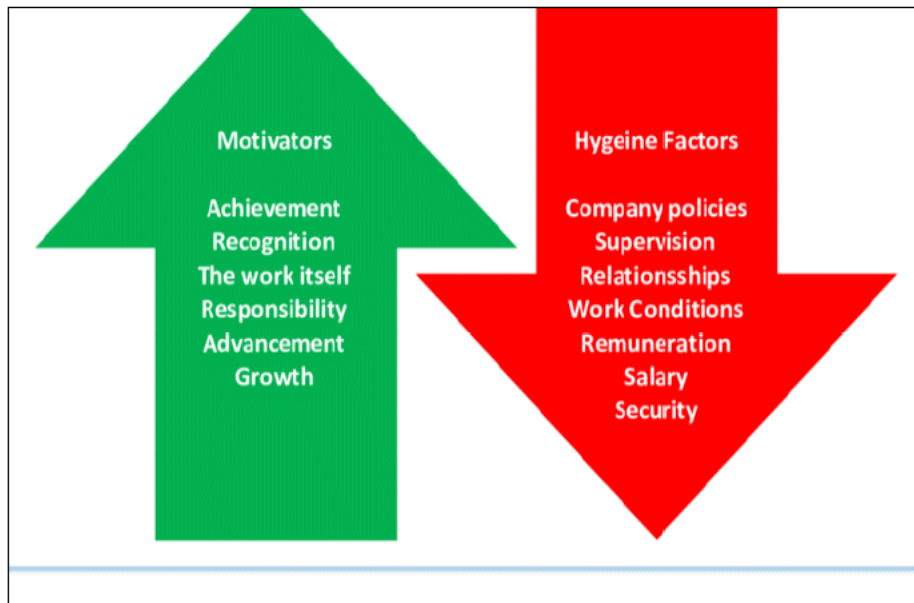 Motivators
Achievement
Recognition
The work itself
Responsibility
Advancement
Growth
Hygeine Factors
Company policies
Supervision
Relationsships
Work Conditions
Remuneration
Salary
Security